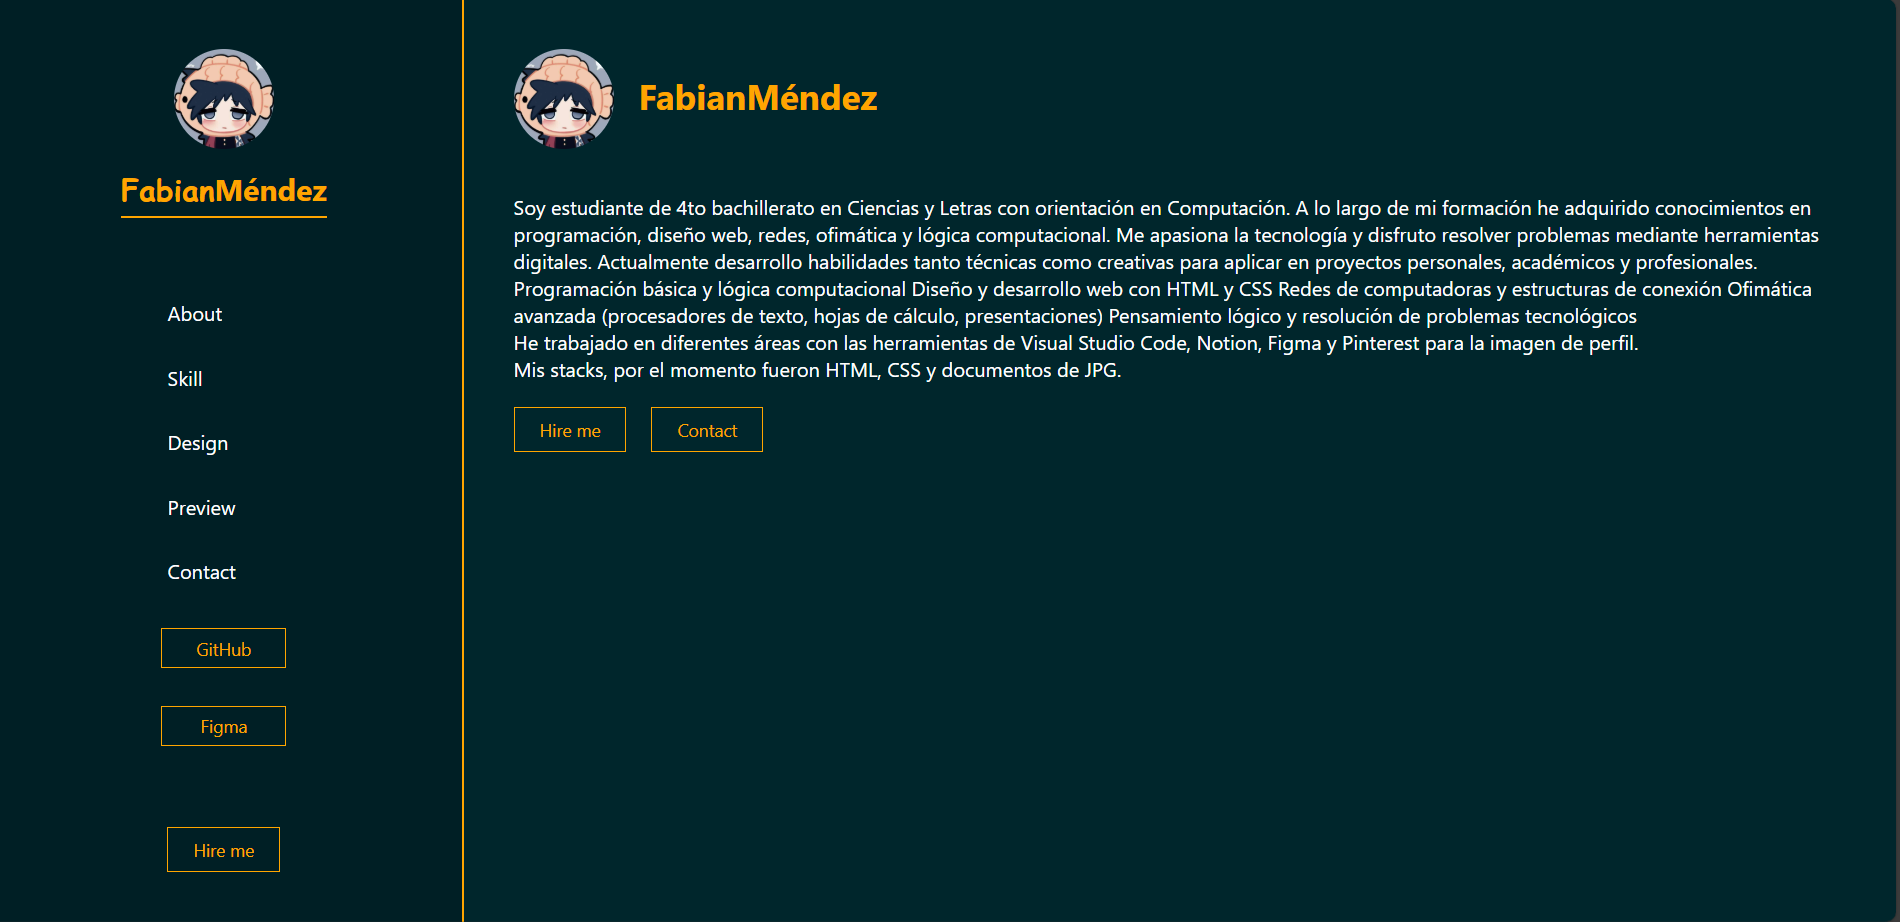 FabianMéndez
About
Skill
Design
Preview
Contact
GitHub
Figma
Hire me
FabianMéndez
Soy estudiante de 4to bachillerato en Ciencias y Letras con orientación en Computación. A lo largo de mi formación he adquirido conocimientos en
programación, diseño web, redes, ofimática y lógica computacional. Me apasiona la tecnología y disfruto resolver problemas mediante herramientas
digitales. Actualmente desarrollo habilidades tanto técnicas como creativas para aplicar en proyectos personales, académicos y profesionales.
Programación básica y lógica computacional Diseño y desarrollo web con HTML y CSS Redes de computadoras y estructuras de conexión Ofimática
avanzada (procesadores de texto, hojas de cálculo, presentaciones) Pensamiento lógico y resolución de problemas tecnológicos
He trabajado en diferentes áreas con las herramientas de Visual Studio Code, Notion, Figma y Pinterest para la imagen de perfil.
Mis stacks, por el momento fueron HTML, CSS y documentos de JPG.
Hire me
Contact